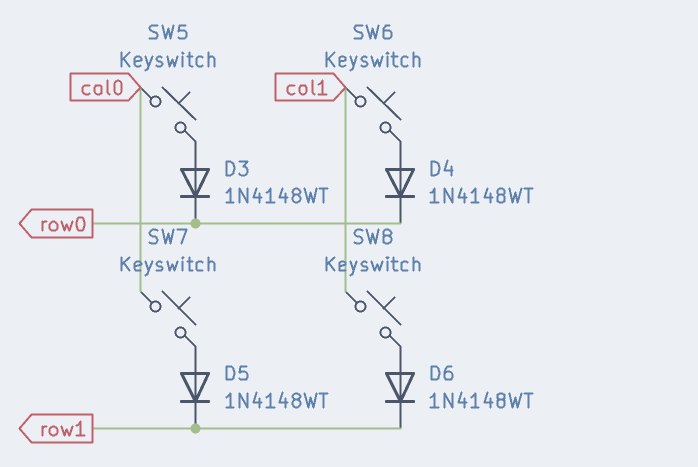 SW5
Keyswitch
SW6
Keyswitch
col0
col1
D3
1N4148WT
D4
1N4148WT
row0
SW7
Keyswitch
SW8
Keyswitch
D5
1N4148WT
D6
1N4148WT
row1